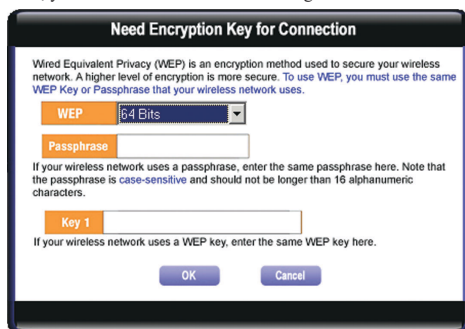 Need Encryption Key for Connection
Wired Equivalent Privacy (WEP) is an encryption method used to secure your wireless
network. A higher level of encryption is more secure. To use WEP, you must use the same
WEP Key or Passphrase that your wireless network uses.
WEP 64 Bits
Passphrase
If your wireless network uses a passphrase, enter the same passphrase here. Note that
the passphrase is case-sensitive and should not be longer than 16 alphanumeric
characters.
Key 1
If your wireless network uses a WEP key, enter the same WEP key here.
OK Cancel